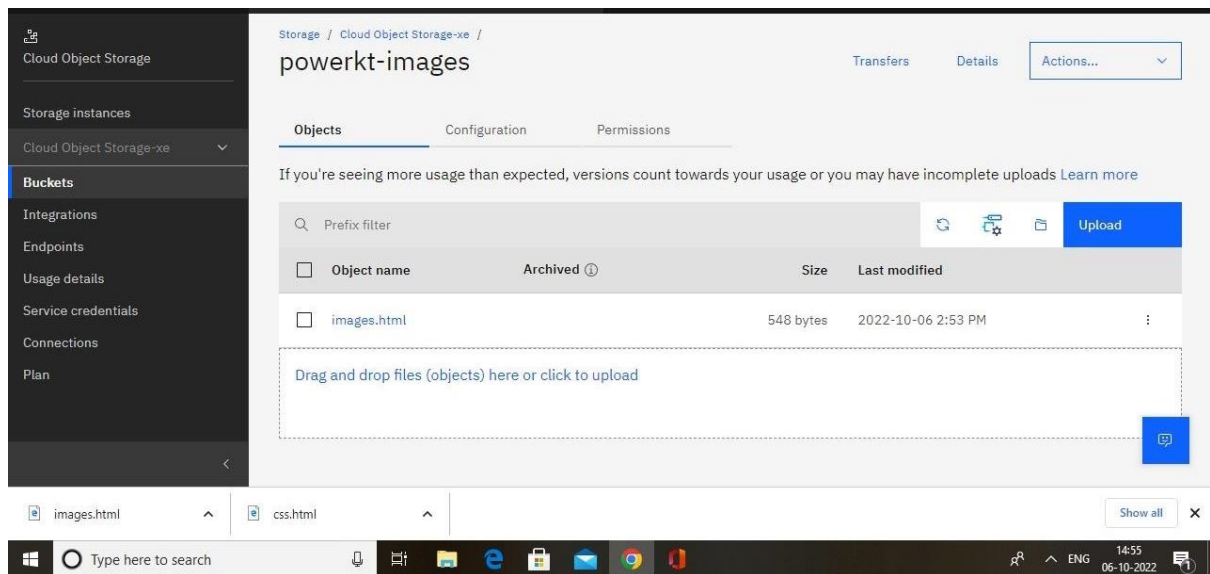 Cloud Object Storage
Storage instances
Cloud Object Storage-xe
Buckets
Integrations
Endpoints
Usage details
Service credentials
Connections
Plan
Storage / Cloud Object Storage-xe /
powerkt-images
Transfers Details Actions...
Objects Configuration Permissions
If you're seeing more usage than expected, versions count towards your usage or you may have incomplete uploads Learn more
Prefix filter Upload
Object name Archived Size Last modified
images.html 548 bytes 2022-10-06 2:53 PM
Drag and drop files (objects) here or click to upload
images.html css.html Show all
Type here to search ENG 14:55
06-10-2022 1